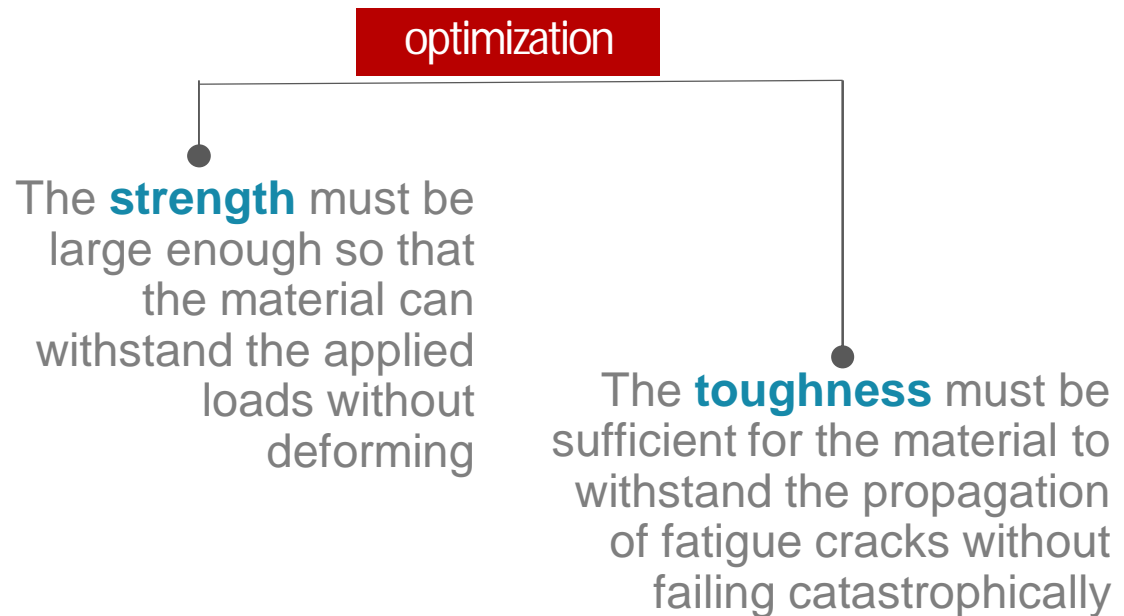 optimization
The strength must be
large enough so that
the material can
withstand the applied
loads without
deforming
The toughness must be
sufficient for the material to
withstand the propagation
of fatigue cracks without
failing catastrophically